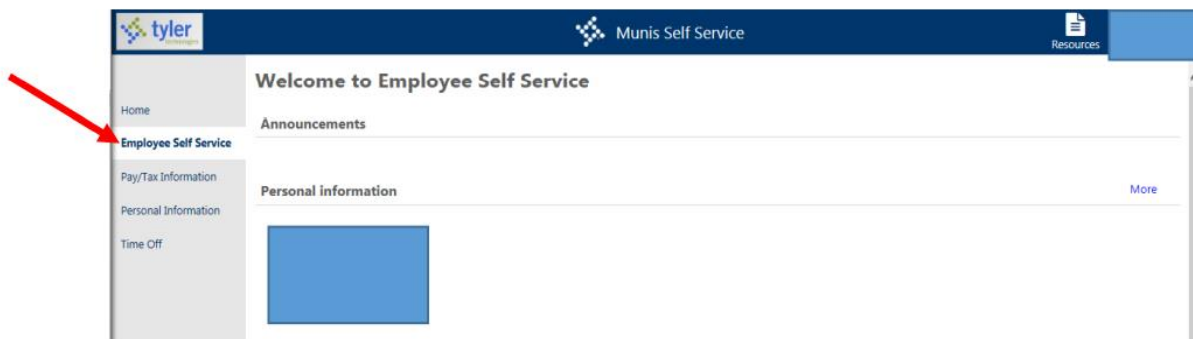 tyler
Munis Self Service
Resources
Welcome to Employee Self Service
Home
Announcements
Employee Self Service
Pay/Tax Information
Personal information
More
Personal Information
Time Off